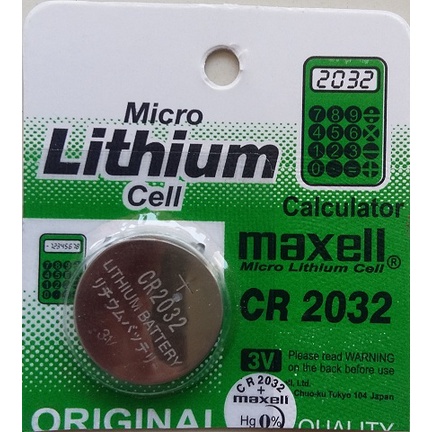 2032
Micro
Lithium
Cell
Calculator
-12345678
maxell®
Micro Lithium Cell
CR 2032
CR2032
LITHIUM BATTERY
リチウムバッテリ
3V
+
3V
Please read WARNING
on the back before use
, Ltd.
Chuo-ku Tokyo 104 Japan
CR 2032
+
maxell
Hg 0%
ORIGINAL
QUALITY